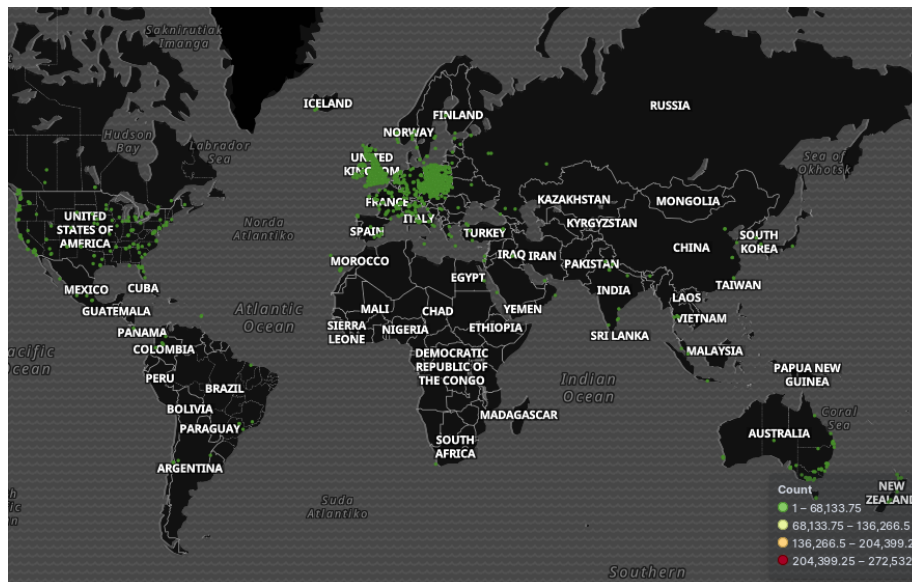 Saknirutiak
Imanga
Hudson
Bay
Labrador
Sea
ICELAND
NORWAY
FINLAND
RUSSIA
Sea of
Okhotsk
UNITED
KINGDOM
FRANCE
ITALY
SPAIN
TURKEY
KAZAKHSTAN
KYRGYZSTAN
MONGOLIA
UNITED
STATES OF
AMERICA
Norda
Atlantiko
MOROCCO
IRAQ
IRAN
PAKISTAN
CHINA
SOUTH
KOREA
MEXICO
CUBA
GUATEMALA
Atlantic
Ocean
MALI
CHAD
EGYPT
YEMEN
INDIA
TAIWAN
LAOS
VIETNAM
PANAMA
COLOMBIA
SIERRA
LEONE
NIGERIA
ETHIOPIA
SRI LANKA
MALAYSIA
acific
cean
PERU
BRAZIL
DEMOCRATIC
REPUBLIC OF
THE CONGO
Indian
Ocean
PAPUA NEW
GUINEA
BOLIVIA
PARAGUAY
MADAGASCAR
Coral
Sea
AUSTRALIA
ARGENTINA
SOUTH
AFRICA
Suda
Atlantiko
NEW
ZEALAND
Southern
Count
1 – 68,133.75
68,133.75 – 136,266.5
136,266.5 – 204,399.2
204,399.25 – 272,532